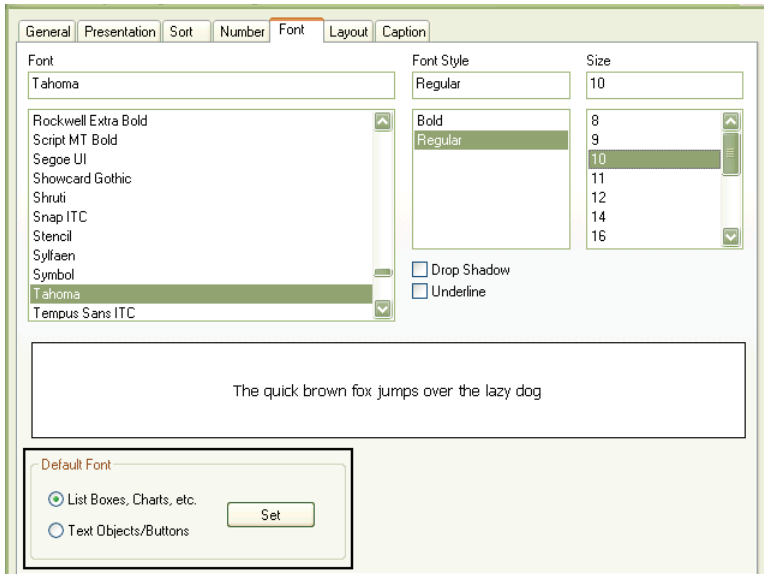 General Presentation Sort Number Font Layout Caption
Font Font Style Size
Tahoma Regular 10
Rockwell Extra Bold
Script MT Bold
Segoe UI
Showcard Gothic
Shruti
Snap ITC
Stencil
Sylfaen
Symbol
Tahoma
Tempus Sans ITC
Bold
Regular
8
9
10
11
12
14
16
Drop Shadow
Underline
The quick brown fox jumps over the lazy dog
Default Font
List Boxes, Charts, etc.
Text Objects/Buttons
Set